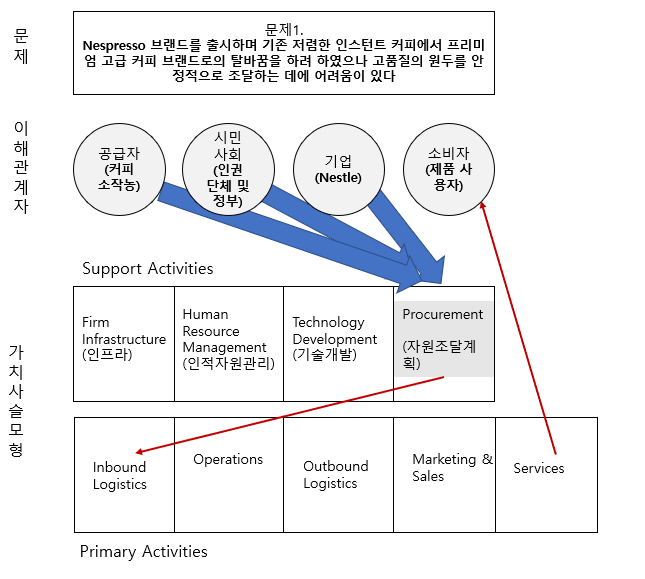 문제
문제1.
Nespresso 브랜드를 출시하며 기존 저렴한 인스턴트 커피에서 프리미
엄 고급 커피 브랜드로의 탈바꿈을 하려 하였으나 고품질의 원두를 안
정적으로 조달하는 데에 어려움이 있다
이해관계자
공급자
(커피
소작농)
시민
사회
(인권
단체 및
정부)
기업
(Nestle)
소비자
(제품 사
용자)
Support Activities
가치사슬모형
Firm
Infrastructure
(인프라)
Human
Resource
Management
(인적자원관리)
Technology
Development
(기술개발)
Procurement
(자원조달계
획)
Inbound
Logistics
Operations
Outbound
Logistics
Marketing &
Sales
Services
Primary Activities